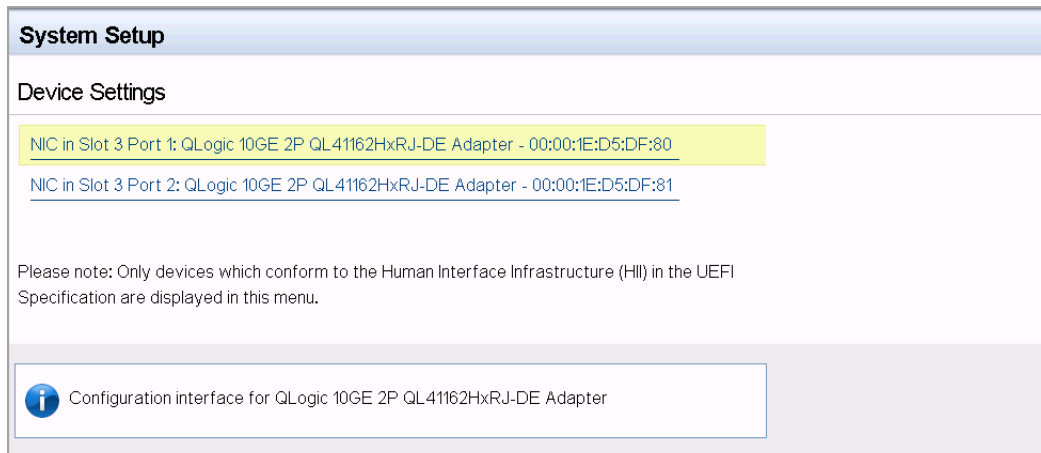 System Setup
Device Settings
NIC in Slot 3 Port 1: QLogic 10GE 2P QL41162HxRJ-DE Adapter - 00:00:1E:D5:DF:80
NIC in Slot 3 Port 2: QLogic 10GE 2P QL41162HxRJ-DE Adapter - 00:00:1E:D5:DF:81
Please note: Only devices which conform to the Human Interface Infrastructure (HII) in the UEFI
Specification are displayed in this menu.
Configuration interface for QLogic 10GE 2P QL41162HxRJ-DE Adapter